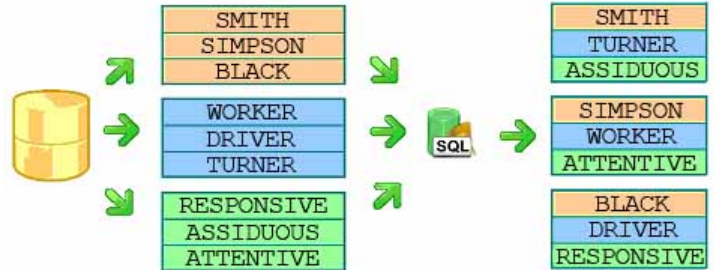 SMITH
SIMPSON
BLACK
WORKER
DRIVER
TURNER
RESPONSIVE
ASSIDUOUS
ATTENTIVE
SQL
SMITH
TURNER
ASSIDUOUS
SIMPSON
WORKER
ATTENTIVE
BLACK
DRIVER
RESPONSIVE